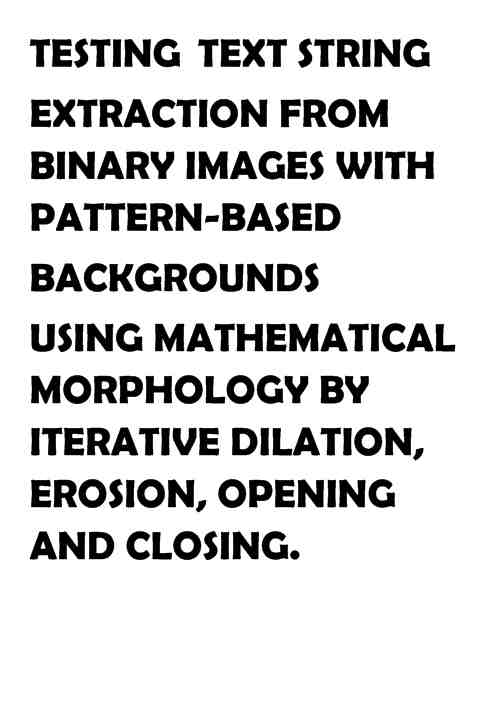 TESTING  TEXT STRING
EXTRACTION FROM
BINARY IMAGES WITH
PATTERN-BASED
BACKGROUNDS
USING MATHEMATICAL
MORPHOLOGY BY
ITERATIVE DILATION,
EROSION, OPENING
AND CLOSING.